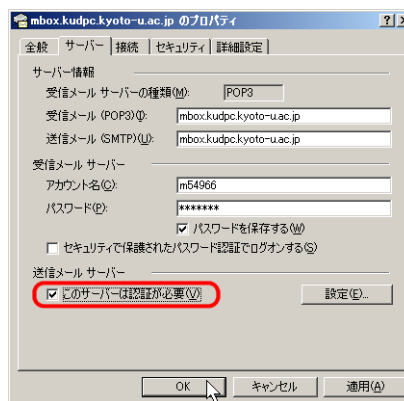 mbox.kudpc.kyoto-u.ac.jp のプロパティ
全般 サーバー 接続 セキュリティ 詳細設定
サーバー情報
受信メール サーバーの種類(M): POP3
受信メール (POP3)(I): mbox.kudpc.kyoto-u.ac.jp
送信メール (SMTP)(U): mbox.kudpc.kyoto-u.ac.jp
受信メール サーバー
アカウント名(C): m54966
パスワード(P): *******
パスワードを保存する(W)
セキュリティで保護されたパスワード認証でログオンする(S)
送信メール サーバー
このサーバーは認証が必要(V) 設定(E)...
OK キャンセル 適用(A)